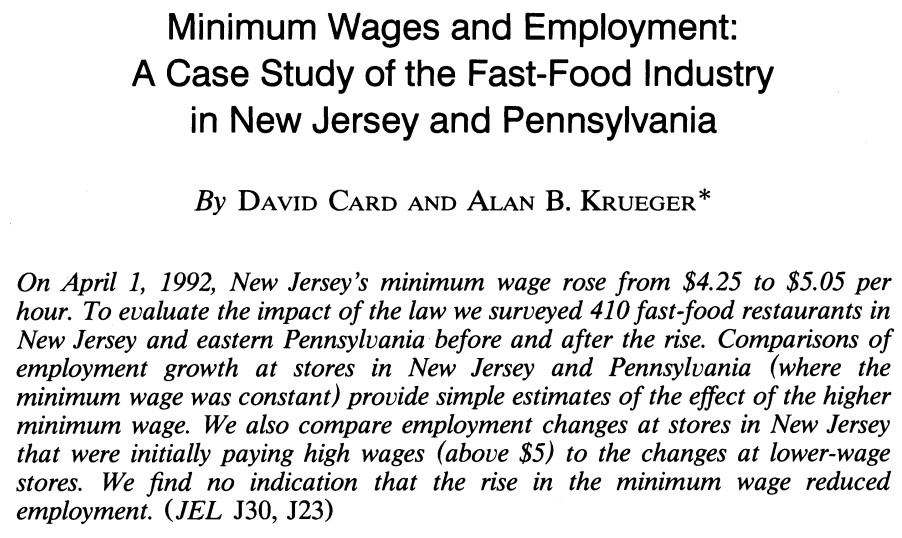 Minimum Wages and Employment:
A Case Study of the Fast-Food Industry
in New Jersey and Pennsylvania
By DAVID CARD AND ALAN B. KRUEGER*
On April 1, 1992, New Jersey's minimum wage rose from $4.25 to $5.05 per
hour. To evaluate the impact of the law we surveyed 410 fast-food restaurants in
New Jersey and eastern Pennsylvania before and after the rise. Comparisons of
employment growth at stores in New Jersey and Pennsylvania (where the
minimum wage was constant) provide simple estimates of the effect of the higher
minimum wage. We also compare employment changes at stores in New Jersey
that were initially paying high wages (above $5) to the changes at lower-wage
stores. We find no indication that the rise in the minimum wage reduced
employment. (JEL J30, J23)